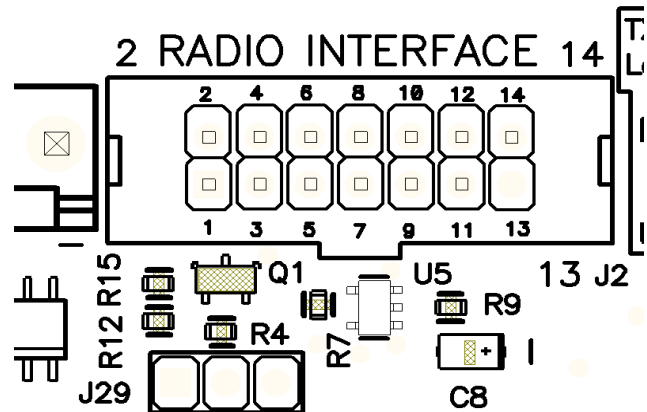 2 RADIO INTERFACE 14
2 4 6 8 10 12 14
1 3 5 7 9 11 13
R15
Q1
U5
13 J2
R12
R4
R7
R9
+
J29
C8